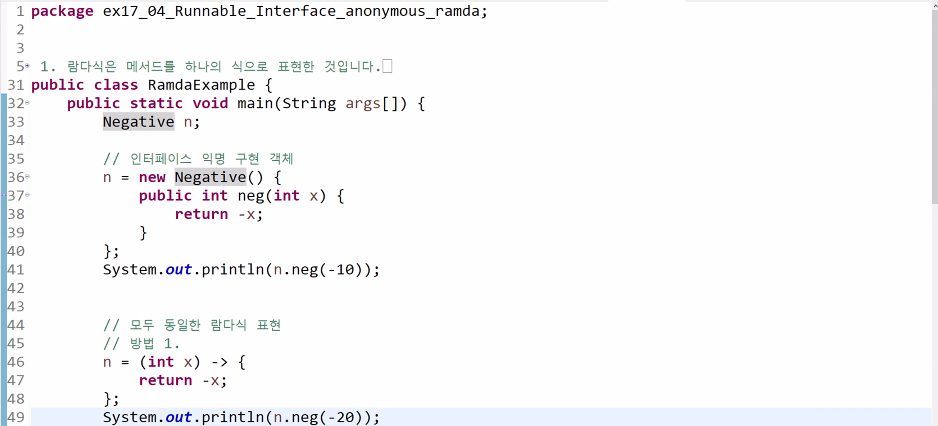 1 package ex17_04_Runnable_Interface_anonymous_ramda;
2
3
5 1. 람다식은 메서드를 하나의 식으로 표현한 것입니다.
31 public class RamdaExample {
32 public static void main(String args[]) {
33 Negative n;
34
35 // 인터페이스 익명 구현 객체
36 n = new Negative() {
37 public int neg(int x) {
38 return -x;
39 }
40 };
41 System.out.println(n.neg(-10));
42
43
44 // 모두 동일한 람다식 표현
45 // 방법 1.
46 n = (int x) -> {
47 return -x;
48 };
49 System.out.println(n.neg(-20));